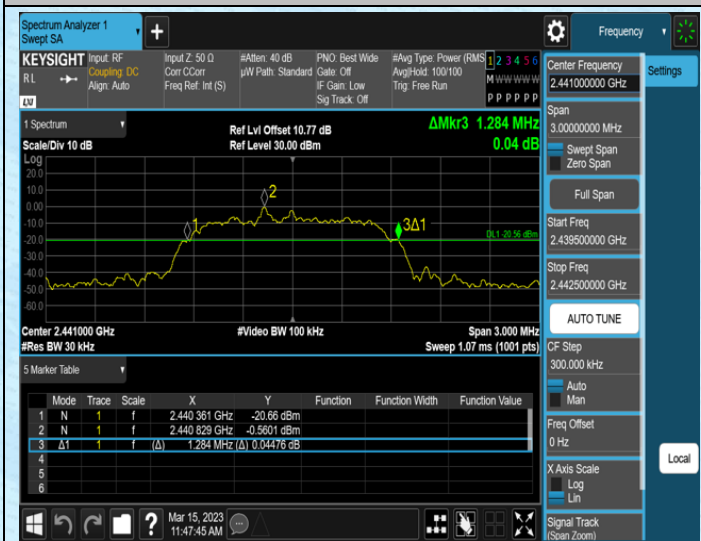 Spectrum Analyzer 1
Swept SA
+
Frequency
KEYSIGHT
RL
LXI
Input: RF
Coupling: DC
Align: Auto
Input Z: 50 Ω
Corr CCorr
Freq Ref: Int (S)
#Atten: 40 dB
µW Path: Standard
PNO: Best Wide
Gate: Off
IF Gain: Low
Sig Track: Off
#Avg Type: Power (RMS
Avg|Hold: 100/100
Trig: Free Run
1 2 3 4 5 6
M W W W W W
P P P P P P
1 Spectrum
Scale/Div 10 dB
Ref Lvl Offset 10.77 dB
Ref Level 30.00 dBm
ΔMkr3 1.284 MHz
0.04 dB
Log
20.0
10.0
0.00
-10.0
-20.0
-30.0
-40.0
-50.0
-60.0
1
2
3Δ1
DL1 -20.56 dBm
Center 2.441000 GHz
#Video BW 100 kHz
Span 3.000 MHz
#Res BW 30 kHz
Sweep 1.07 ms (1001 pts)
5 Marker Table
Mode Trace Scale X Y Function Function Width Function Value
1 N 1 f 2.440 361 GHz -20.66 dBm
2 N 1 f 2.440 829 GHz -0.5601 dBm
3 Δ1 1 f (Δ) 1.284 MHz (Δ) 0.04476 dB
4
5
6
?
Mar 15, 2023
11:47:45 AM
Center Frequency
2.441000000 GHz
Span
3.00000000 MHz
Swept Span
Zero Span
Full Span
Start Freq
2.439500000 GHz
Stop Freq
2.442500000 GHz
AUTO TUNE
CF Step
300.000 kHz
Auto
Man
Freq Offset
0 Hz
X Axis Scale
Log
Lin
Signal Track
(Span Zoom)
Settings
Local